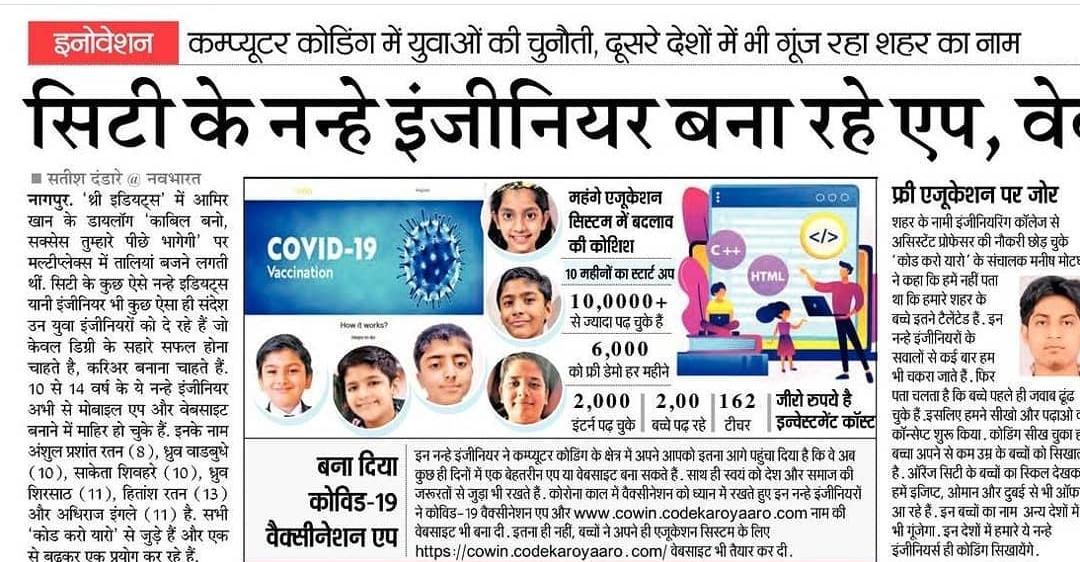 इनोवेशन
कम्प्यूटर कोडिंग में युवाओं की चुनौती, दूसरे देशों में भी गूंज रहा शहर का नाम
सिटी के नन्हे इंजीनियर बना रहे एप,
■ सतीश दंडारे @ नवभारत
नागपुर. 'थ्री इडियट्स' में आमिर
खान के डायलॉग 'काबिल बनो,
सक्सेस तुम्हारे पीछे भागेगी' पर
मल्टीप्लेक्स में तालियां बजने लगती
थीं. सिटी के कुछ ऐसे नन्हे इडियट्स
यानी इंजीनियर भी कुछ ऐसा ही संदेश
उन युवा इंजीनियरों को दे रहे हैं जो
केवल डिग्री के सहारे सफल होना
चाहते है, करिअर बनाना चाहते हैं.
10 से 14 वर्ष के ये नन्हे इंजीनियर
अभी से मोबाइल एप और वेबसाइट
बनाने में माहिर हो चुके हैं. इनके नाम
अंशुल प्रशांत रतन (8), ध्रुव वाडबुधे
(10), साकेता शिवहरे (10), ध्रुव
शिरसाठ (11), हितांश रतन (13)
और अधिराज इंगले (11) है. सभी
'कोड करो यारो' से जुड़े हैं और एक
से बढ़कर एक प्रयोग कर रहे हैं.
COVID-19
Vaccination
How it works?
महंगे एजूकेशन
सिस्टम में बदलाव
की कोशिश
10 महीनों का स्टार्ट अप
10,0000+
से ज्यादा पढ़ चुके हैं
6,000
को फ्री डेमो हर महीने
2,000
इंटर्न पढ़ चुके
2,00
बच्चे पढ़ रहे
162
टीचर
जीरो रुपये है
इन्वेस्टमेंट कॉस्ट
C++
HTML
</>
बना दिया
कोविड-19
वैक्सीनेशन एप
इन नन्हे इंजीनियर ने कम्प्यूटर कोडिंग के क्षेत्र में अपने आपको इतना आगे पहुंचा दिया है कि वे अब
कुछ ही दिनों में एक बेहतरीन एप या वेबसाइट बना सकते हैं. साथ ही स्वयं को देश और समाज की
जरूरतों से जुड़ा भी रखते हैं. कोरोना काल में वैक्सीनेशन को ध्यान में रखते हुए इन नन्हे इंजीनियरों
ने कोविड-19 वैक्सीनेशन एप और www.cowin.codekaroyaaro.com नाम की
वेबसाइट भी बना दी. इतना ही नहीं, बच्चों ने अपने ही एजूकेशन सिस्टम के लिए
https://cowin.codekaroyaaro.com/ वेबसाइट भी तैयार कर दी.
फ्री एजूकेशन पर जोर
शहर के नामी इंजीनियरिंग कॉलेज से
असिस्टेंट प्रोफेसर की नौकरी छोड़ चुके
'कोड करो यारो' के संचालक मनीष
ने कहा कि हमें नहीं पता
था कि हमारे शहर के
बच्चे इतने टैलेंटेड हैं. इन
नन्हे इंजीनियरों के
सवालों से कई बार हम
भी चकरा जाते हैं. फिर
पता चलता है कि बच्चे पहले ही जवाब ढूंढ
चुके हैं.इसलिए हमने सीखो और पढ़ाओ
कॉन्सेप्ट शुरू किया. कोडिंग सीख चुका
बच्चा अपने से कम उम्र के बच्चों को
है. ऑरेंज सिटी के बच्चों का स्किल
हमें इजिप्ट, ओमान और दुबई से भी
आ रहे हैं. इन बच्चों का नाम अन्य देशों में
भी गूंजेगा. इन देशों में हमारे ये नन्हे
इंजीनियर्स ही कोडिंग सिखायेंगे.